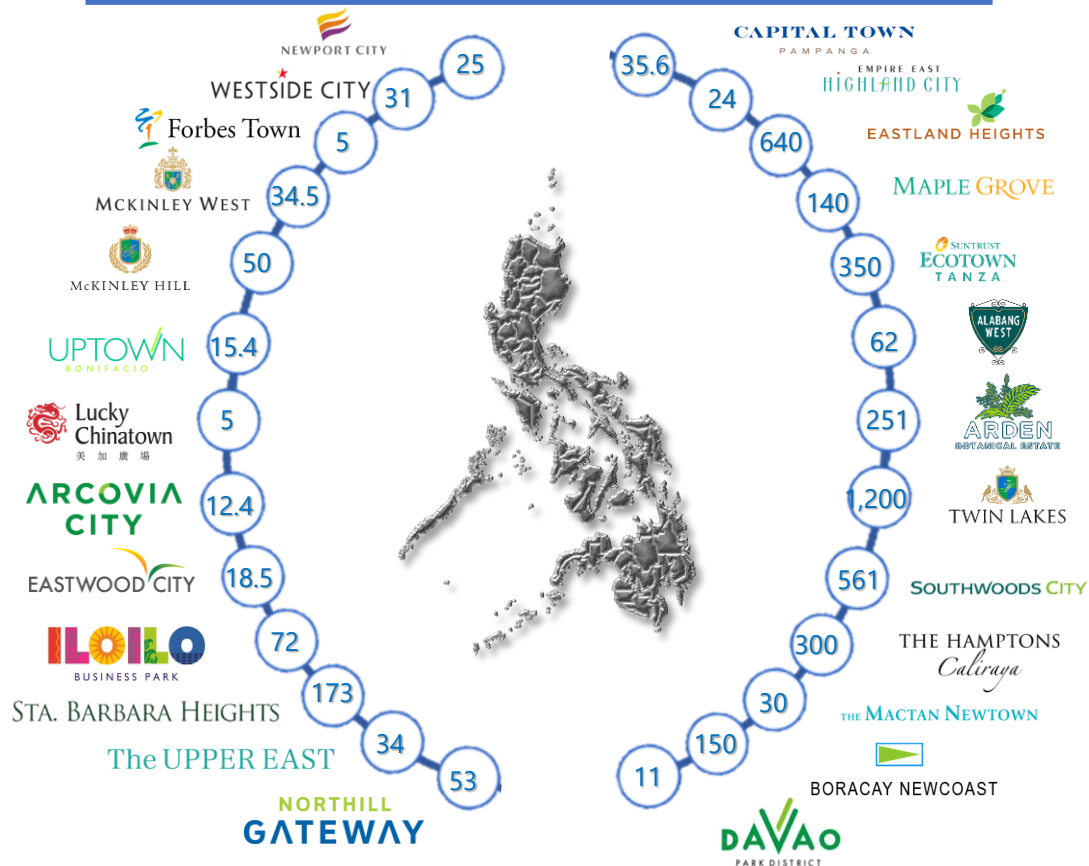 NEWPORT CITY
25
WESTSIDE CITY
31
Forbes Town
5
MCKINLEY WEST
34.5
MCKINLEY HILL
50
UPTOWN
BONIFACIO
15.4
Lucky
Chinatown
美加廣場
5
ARCOVIA
CITY
12.4
EASTWOOD CITY
18.5
ILOILO
BUSINESS PARK
72
STA. BARBARA HEIGHTS
173
The UPPER EAST
34
NORTHILL
GATEWAY
53
CAPITAL TOWN
PAMPANGA
35.6
EMPIRE EAST
HIGHLAND CITY
24
EASTLAND HEIGHTS
640
MAPLE GROVE
140
SUNTRUST
ECOTOWN
TANZA
350
ALABANG
WEST
62
ARDEN
BOTANICAL ESTATE
251
TWIN LAKES
1,200
SOUTHWOODS CITY
561
THE HAMPTONS
Caliraya
300
THE MACTAN NEWTOWN
30
BORACAY NEWCOAST
150
DAVAO
PARK DISTRICT
11